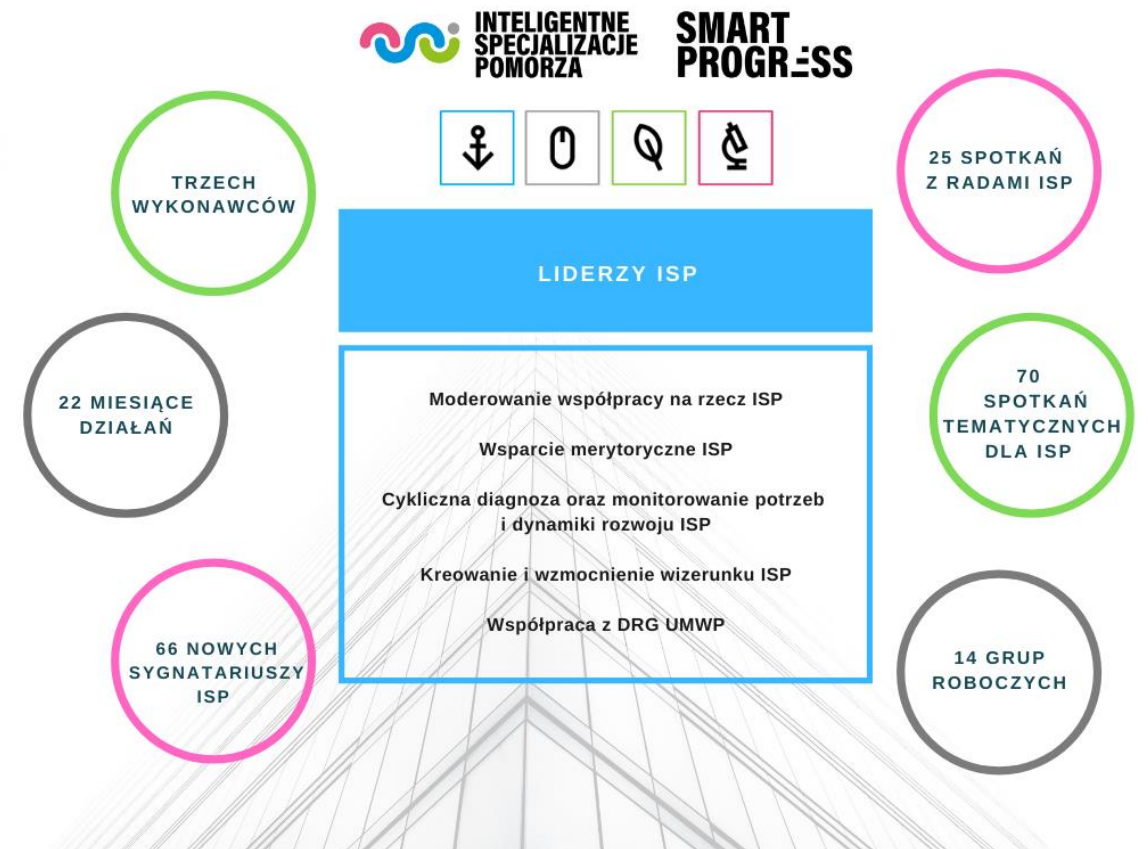 INTELIGENTNE
SPECJALIZACJE
POMORZA
SMART
PROGRESS
TRZECH
WYKONAWCÓW
25 SPOTKAŃ
Z RADAMI ISP
LIDERZY ISP
22 MIESIĄCE
DZIAŁAŃ
Moderowanie współpracy na rzecz ISP
Wsparcie merytoryczne ISP
Cykliczna diagnoza oraz monitorowanie potrzeb
i dynamiki rozwoju ISP
Kreowanie i wzmocnienie wizerunku ISP
Współpraca z DRG UMWP
70
SPOTKAŃ
TEMATYCZNYCH
DLA ISP
66 NOWYCH
SYGNATARIUSZY
ISP
14 GRUP
ROBOCZYCH